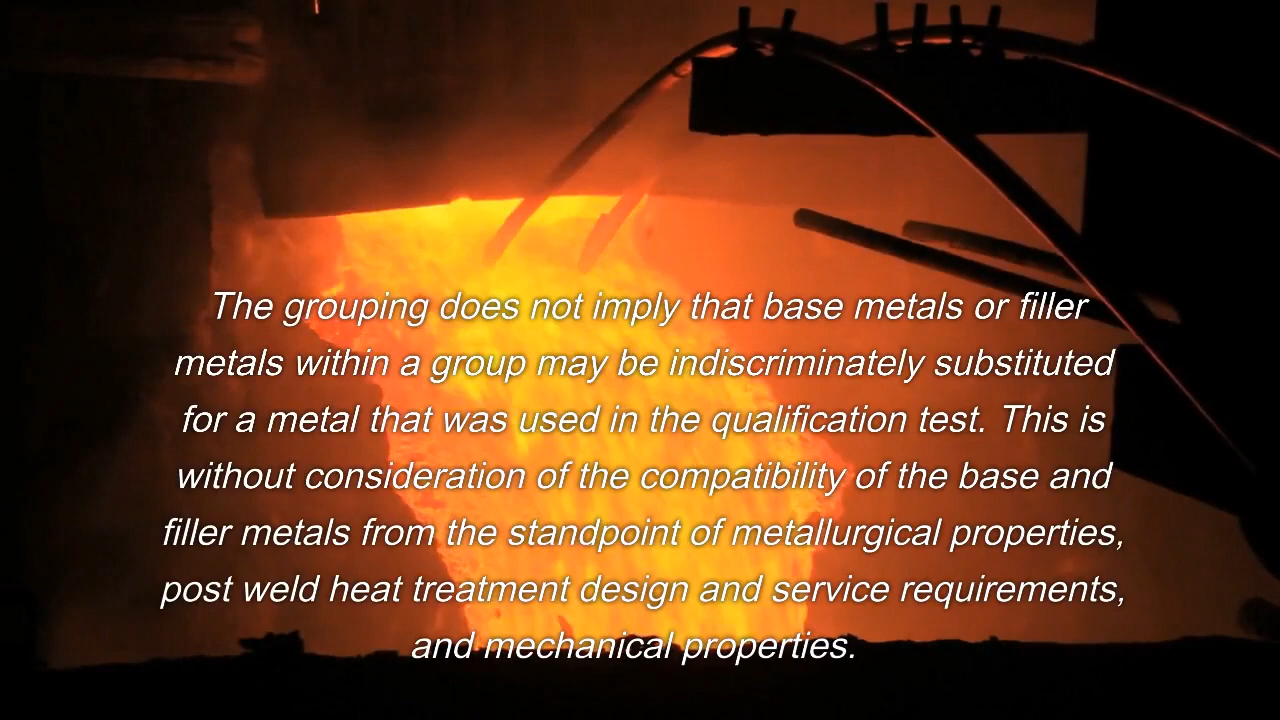 The grouping does not imply that base metals or filler
metals within a group may be indiscriminately substituted
for a metal that was used in the qualification test. This is
without consideration of the compatibility of the base and
filler metals from the standpoint of metallurgical properties,
post weld heat treatment design and service requirements,
and mechanical properties.